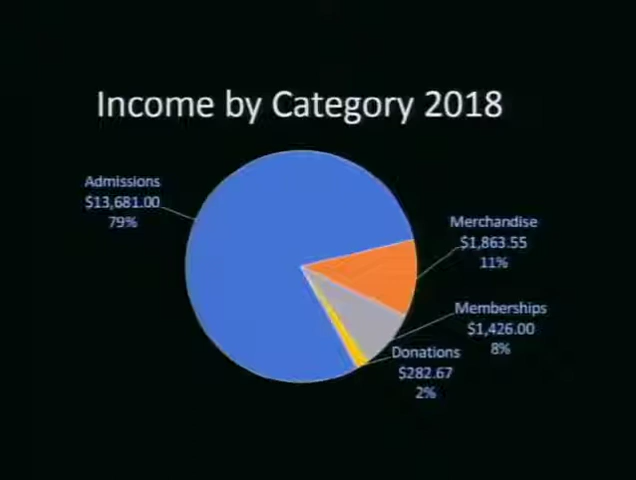 Income by Category 2018
Admissions
$13,681.00
79%
Merchandise
$1,863.55
11%
Memberships
$1,426.00
8%
Donations
$282.67
2%